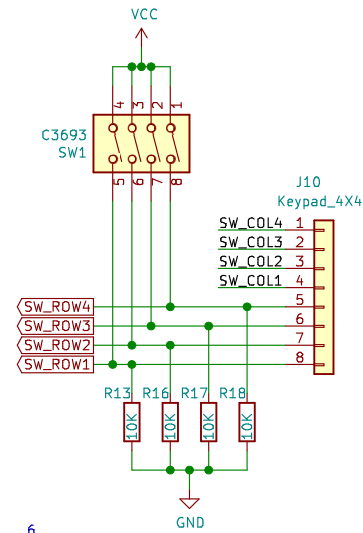 VCC
4 3 2 1
C3693
SW1
5 6 7 8
J10
Keypad_4X4
SW_COL4 1
SW_COL3 2
SW_COL2 3
SW_COL1 4
SW_ROW4 5
SW_ROW3 6
SW_ROW2 7
SW_ROW1 8
R13 R16 R17 R18
10K 10K 10K 10K
GND
6